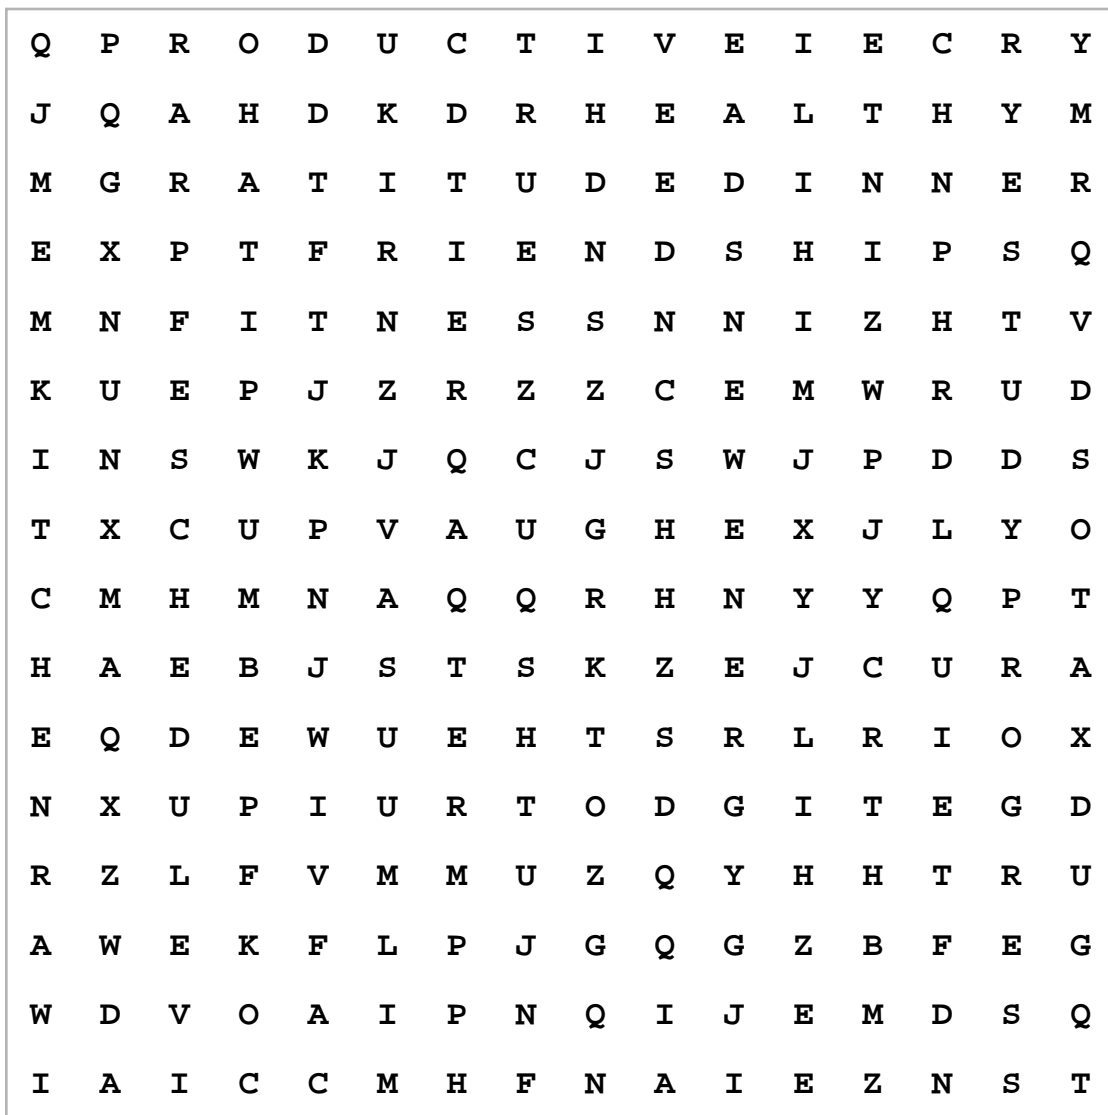 Q P R O D U C T I V E I E C R Y
J Q A H D K D R H E A L T H Y M
M G R A T I T U D E D I N N E R
E X P T F R I E N D S H I P S Q
M N F I T N E S S N N I Z H T V
K U E P J Z R Z Z C E M W R U D
I N S W K J Q C J S W J P D D S
T X C U P V A U G H E X J L Y O
C M H M N A Q Q R H N Y Y Q P T
H A E B J S T S K Z E J C U R A
E Q D E W U E H T S R L R I O X
N X U P I U R T O D G I T E G D
R Z L F V M M U Z Q Y H H T R U
A W E K F L P J G Q G Z B F E G
W D V O A I P N Q I J E M D S Q
I A I C C M H F N A I E Z N S T